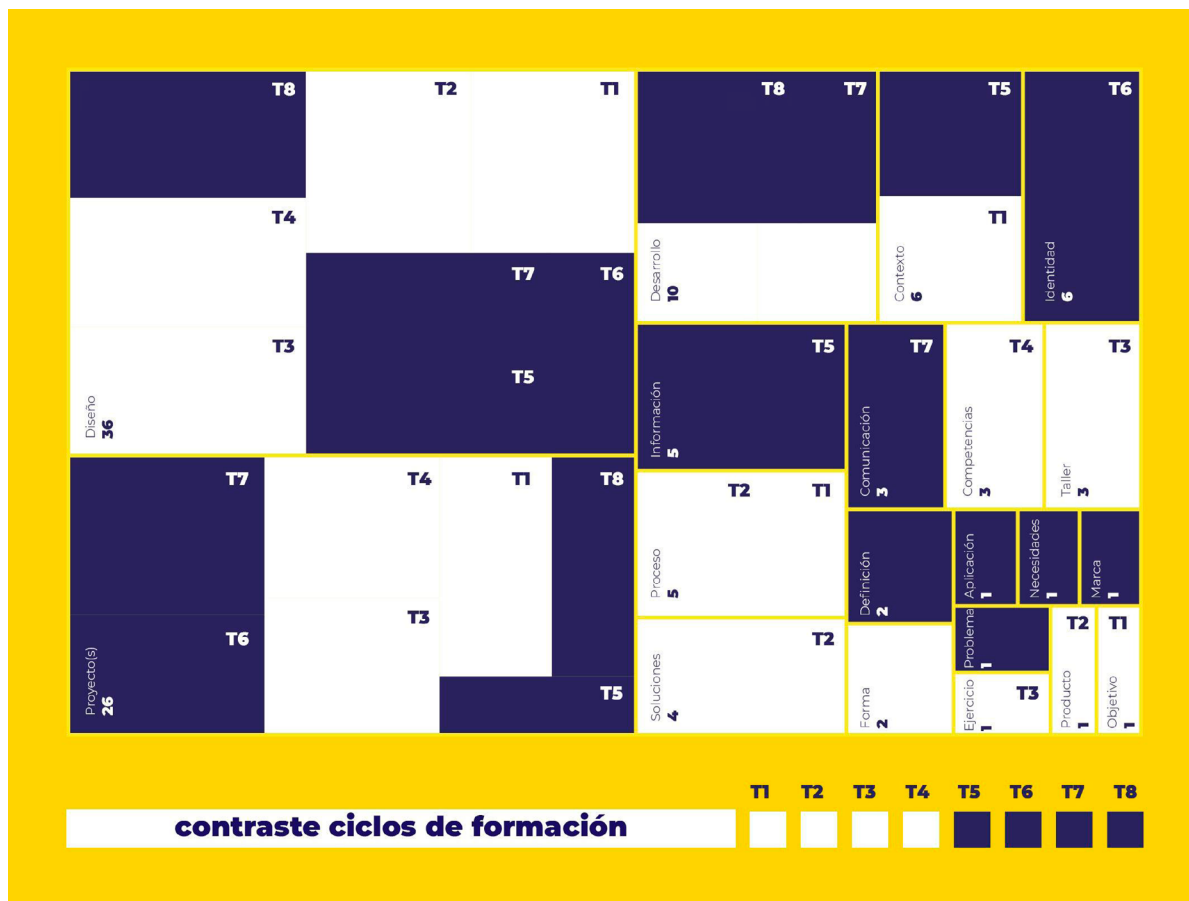 T8
T2
T1
T4
T7
T6
T3
T5
Diseño
36
T8
T7
Desarrollo
10
T5
T1
Contexto
6
T6
Identidad
6
T7
T4
T1
T8
T6
T3
T5
Proyecto(s)
26
T5
Información
5
T7
Comunicación
3
T4
Competencias
3
T3
Taller
3
T2
T1
Proceso
5
Definición
2
Aplicación
1
Necesidades
1
Marca
1
T2
Soluciones
4
Forma
2
Problema
1
T3
Ejercicio
1
T2
Producto
1
T1
Objetivo
1
T1 T2 T3 T4 T5 T6 T7 T8
contraste ciclos de formación